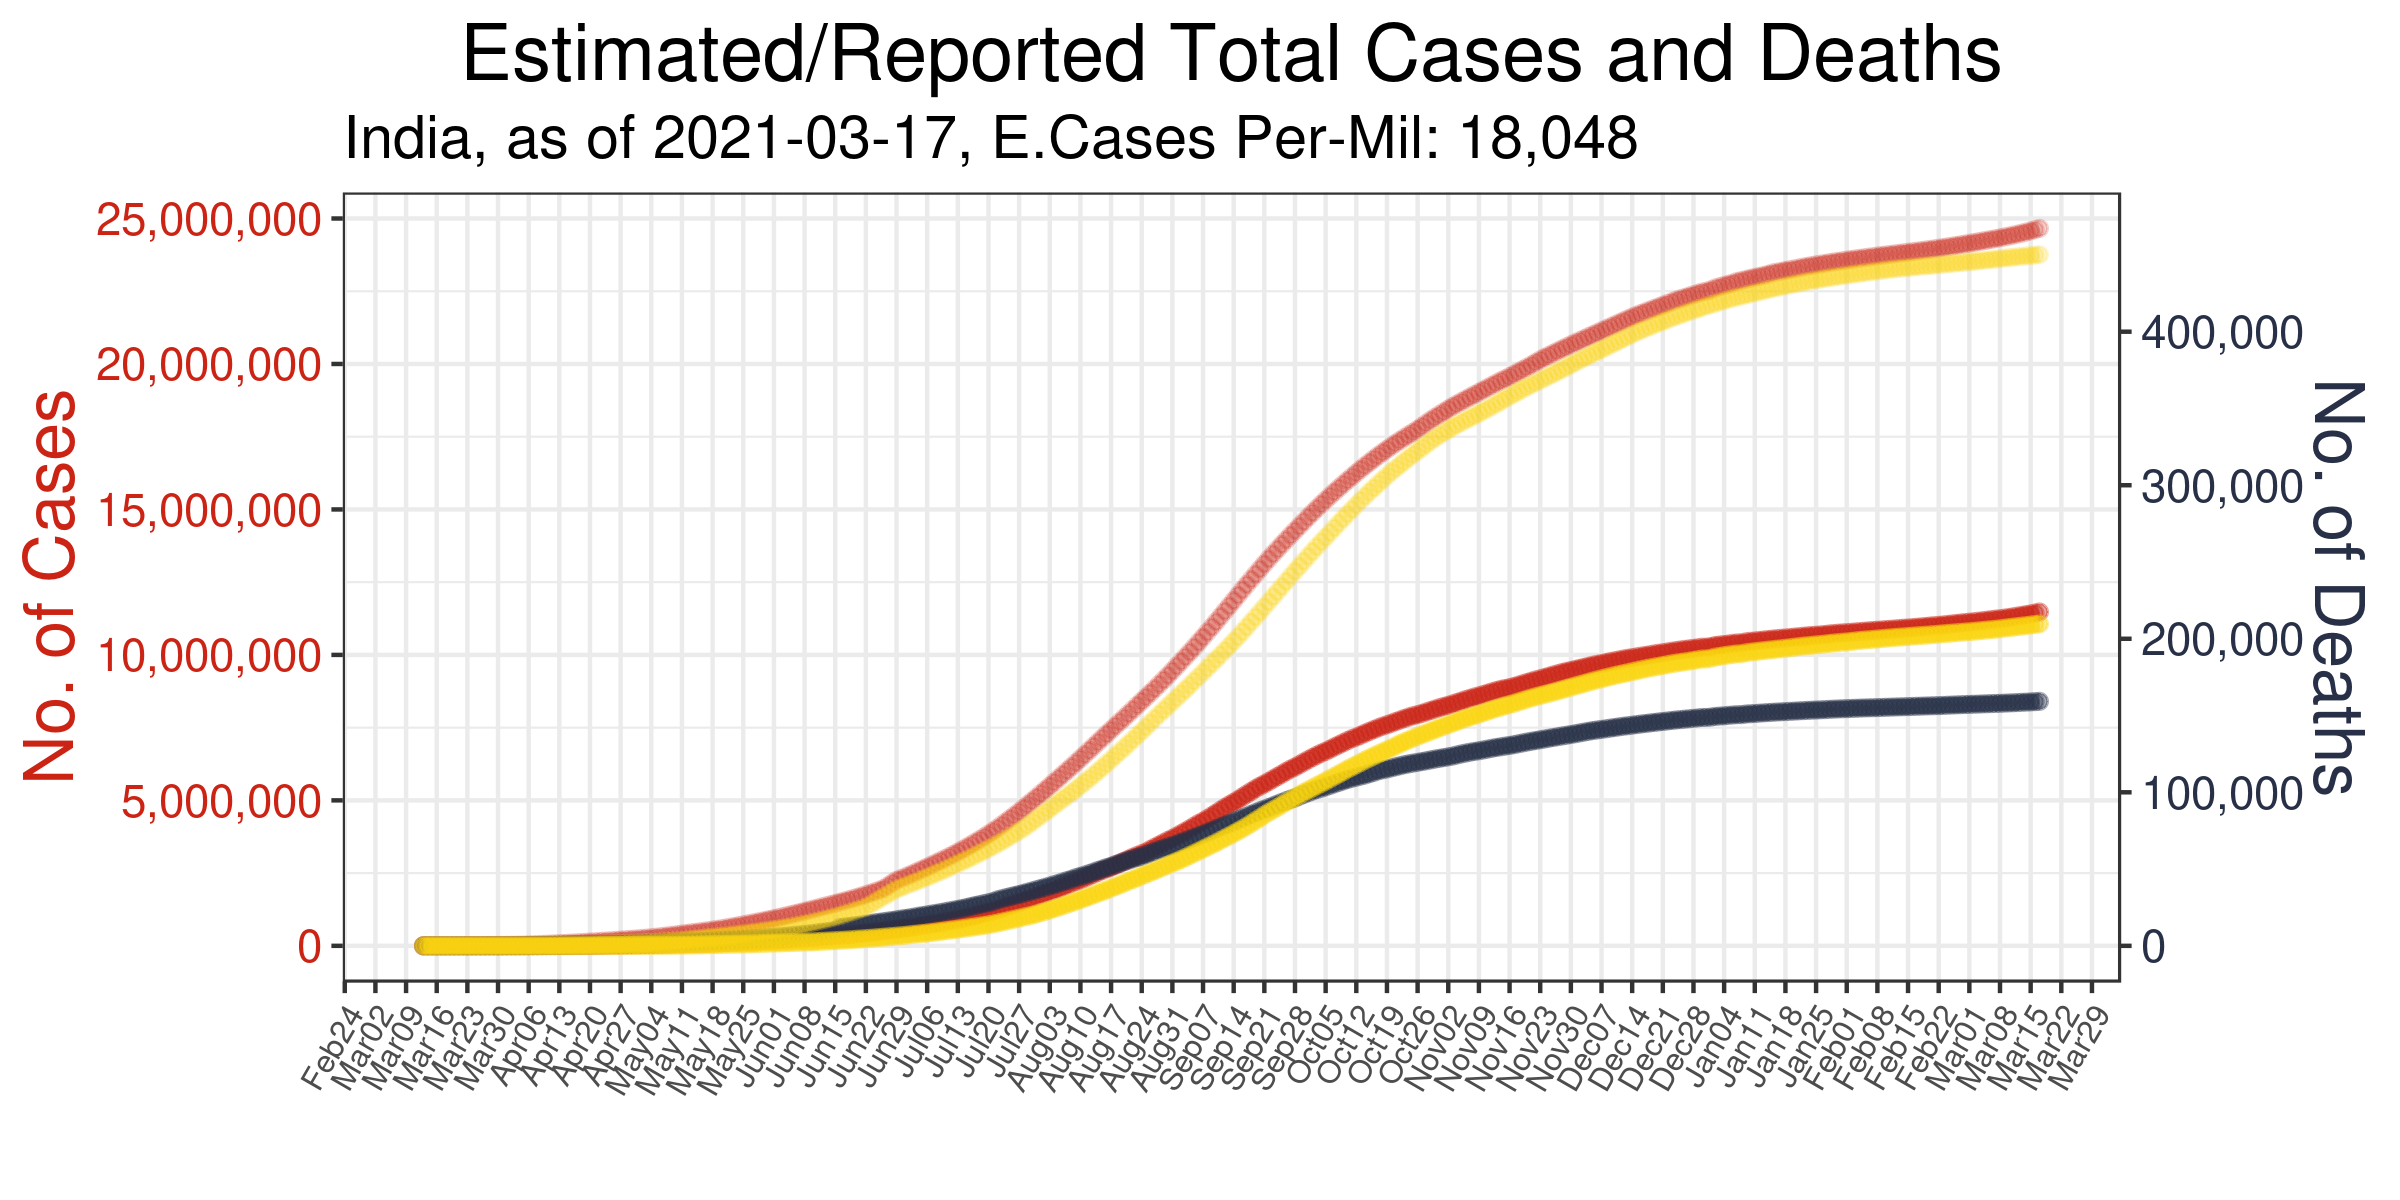 Estimated/Reported Total Cases and Deaths
India, as of 2021-03-17, E.Cases Per-Mil: 18,048
No. of Cases
25,000,000
20,000,000
15,000,000
10,000,000
5,000,000
0
400,000
300,000
200,000
100,000
0
No. of Deaths
Feb24
Mar02
Mar09
Mar16
Mar23
Mar30
Apr06
Apr13
Apr20
Apr27
May04
May11
May18
May25
Jun01
Jun08
Jun15
Jun22
Jun29
Jul06
Jul13
Jul20
Jul27
Aug03
Aug10
Aug17
Aug24
Aug31
Sep07
Sep14
Sep21
Sep28
Oct05
Oct12
Oct19
Oct26
Nov02
Nov09
Nov16
Nov23
Nov30
Dec07
Dec14
Dec21
Dec28
Jan04
Jan11
Jan18
Jan25
Feb01
Feb08
Feb15
Feb22
Mar01
Mar08
Mar15
Mar22
Mar29